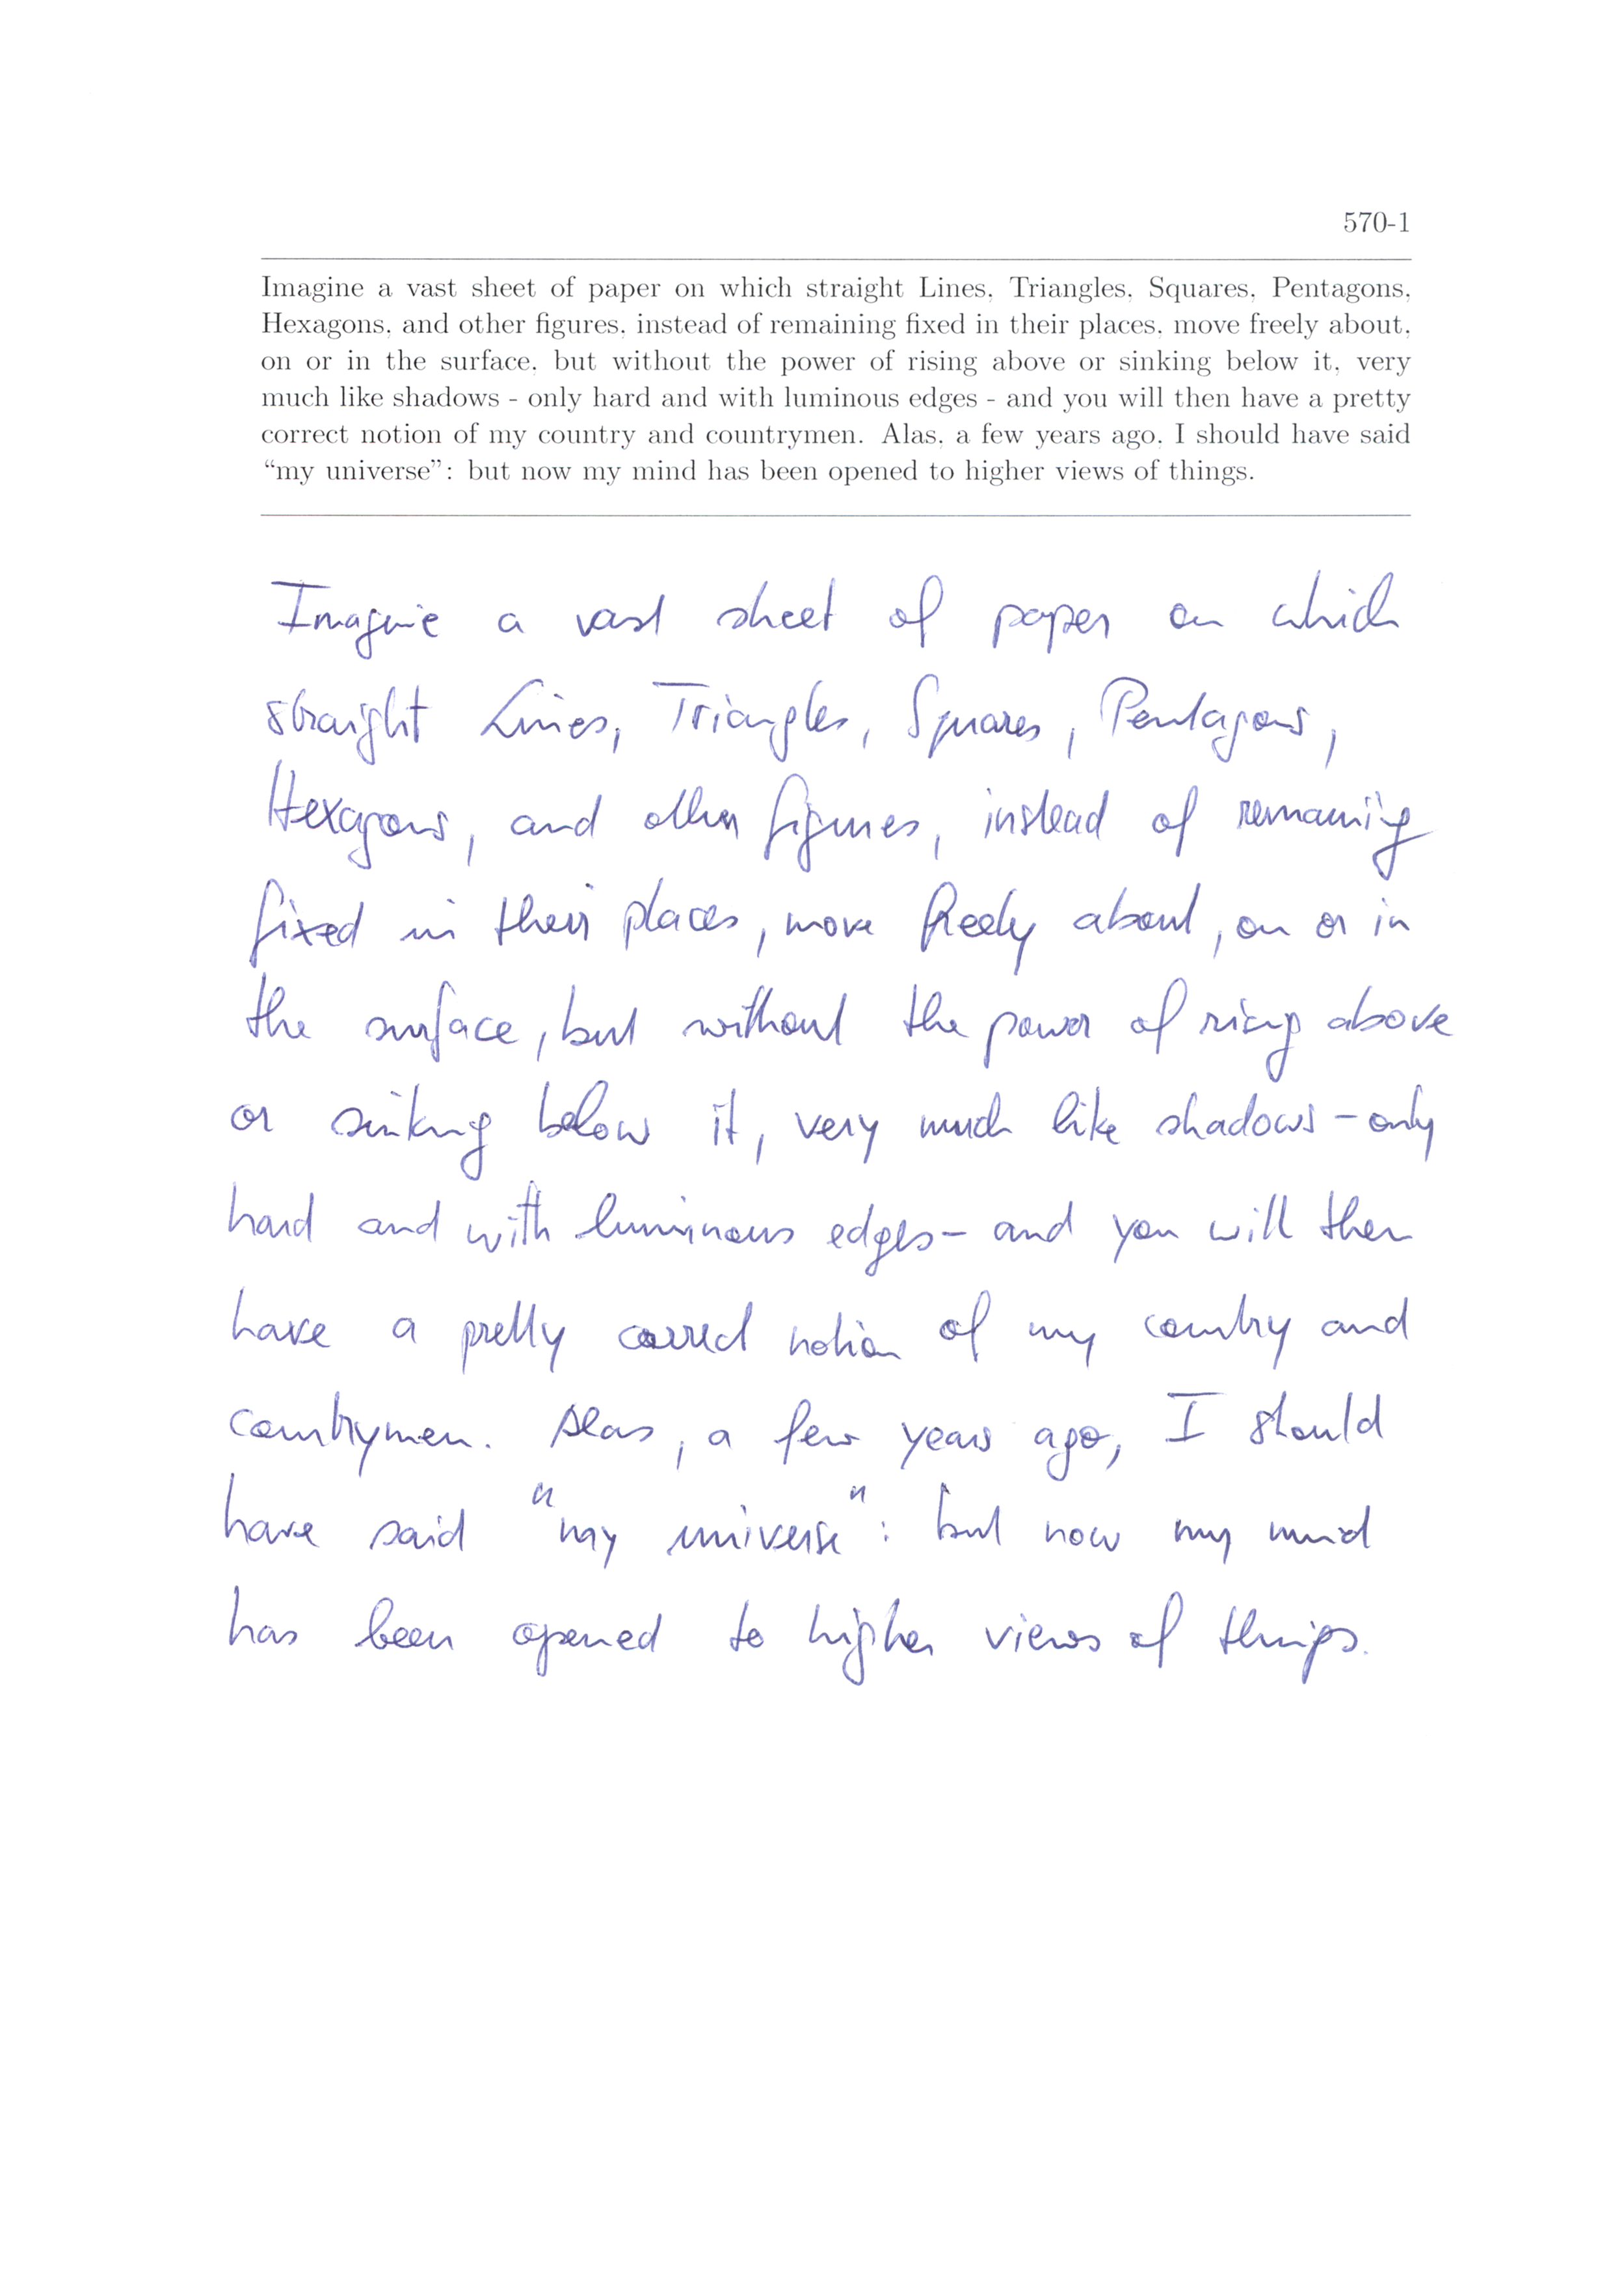 570-1
Imagine a vast sheet of paper on which straight Lines, Triangles, Squares, Pentagons,
Hexagons, and other figures, instead of remaining fixed in their places, move freely about,
on or in the surface, but without the power of rising above or sinking below it, very
much like shadows - only hard and with luminous edges - and you will then have a pretty
correct notion of my country and countrymen. Alas, a few years ago, I should have said
“my universe”: but now my mind has been opened to higher views of things.
Imagine a vast sheet of paper on which
straight Lines, Triangles, Squares, Pentagons,
Hexagons, and other figures, instead of remaining
fixed in their places, move freely about, on or in
the surface, but without the power of rising above
or sinking below it, very much like shadows - only
hard and with luminous edges - and you will then
have a pretty correct notion of my country and
countrymen. Alas, a few years ago, I should
have said "my universe": but now my mind
has been opened to higher views of things.